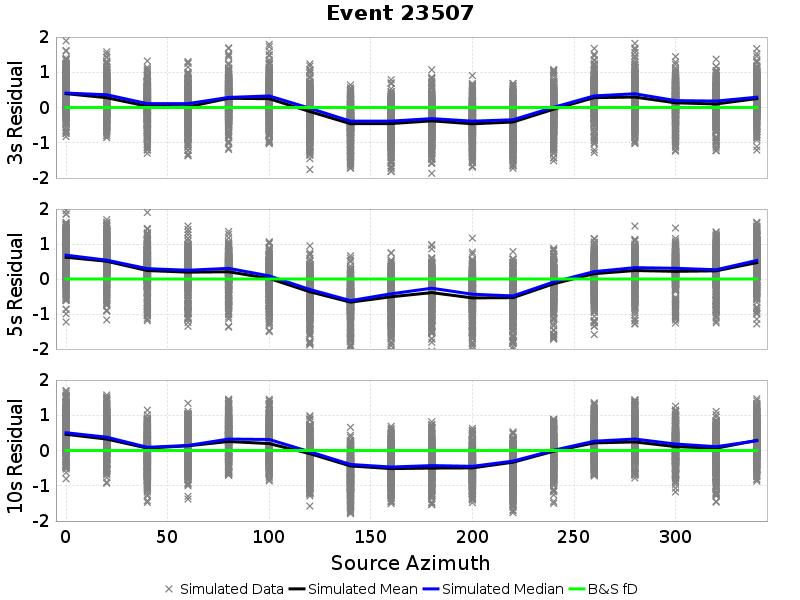 Event 23507
3s Residual
2
1
0
-1
-2
5s Residual
2
1
0
-1
-2
10s Residual
2
1
0
-1
-2
0 50 100 150 200 250 300
Source Azimuth
Simulated Data Simulated Mean Simulated Median B&S fD